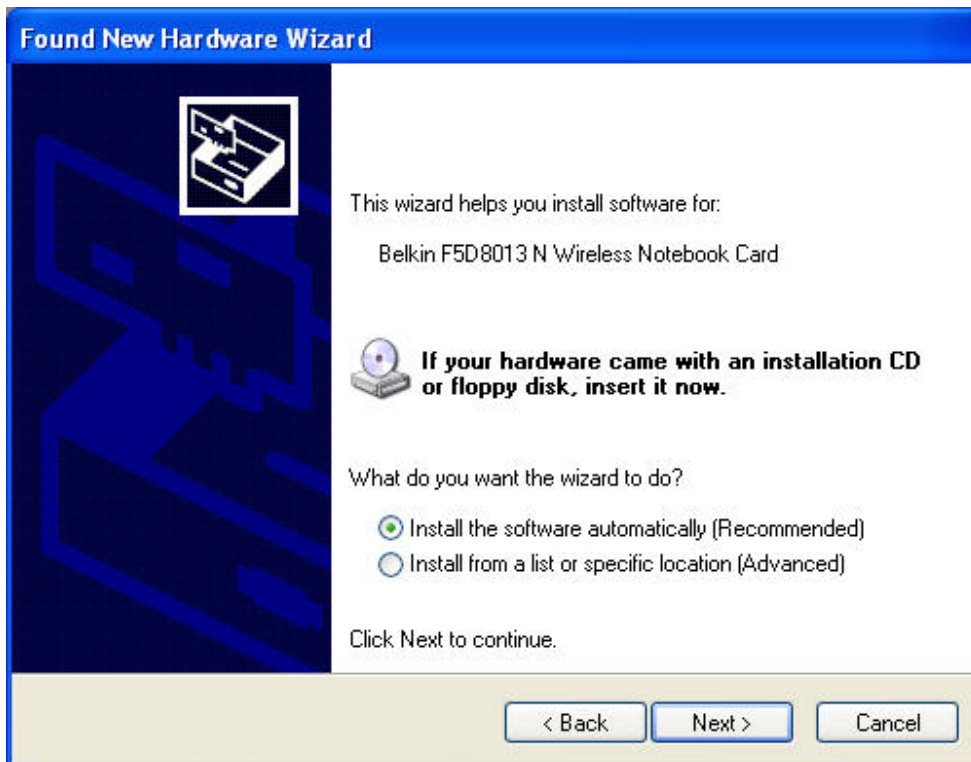 Found New Hardware Wizard
This wizard helps you install software for:
Belkin F5D8013 N Wireless Notebook Card
If your hardware came with an installation CD
or floppy disk, insert it now.
What do you want the wizard to do?
Install the software automatically (Recommended)
Install from a list or specific location (Advanced)
Click Next to continue.
< Back Next > Cancel